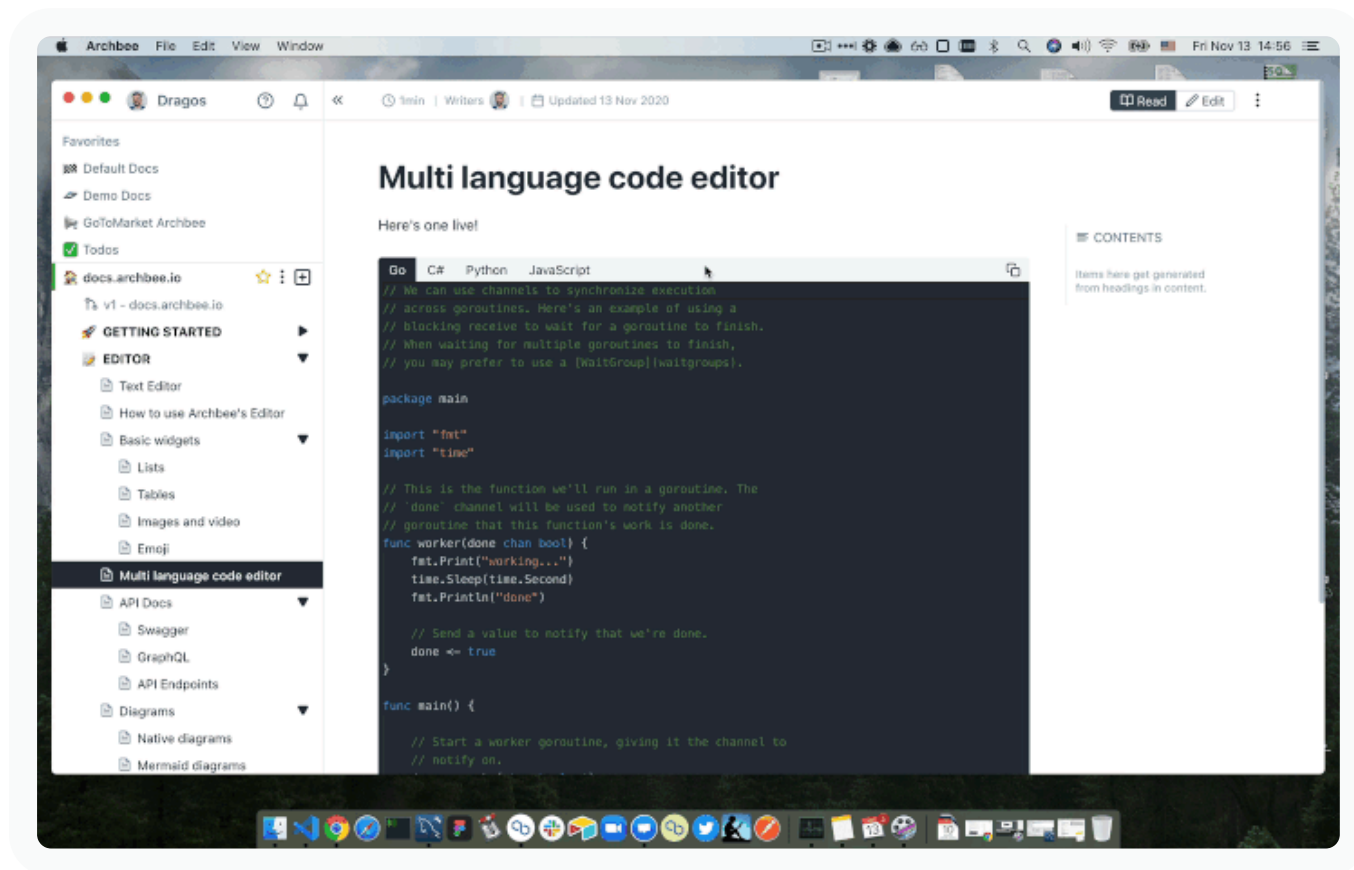 Archbee File Edit View Window
Fri Nov 13 14:56
Dragos
1min | Writers | Updated 13 Nov 2020
Read Edit
Favorites
Default Docs
Demo Docs
GoToMarket Archbee
Todos
docs.archbee.io
v1 - docs.archbee.io
GETTING STARTED
EDITOR
Text Editor
How to use Archbee's Editor
Basic widgets
Lists
Tables
Images and video
Emoji
Multi language code editor
API Docs
Swagger
GraphQL
API Endpoints
Diagrams
Native diagrams
Mermaid diagrams
Multi language code editor
Here's one live!
Go C# Python JavaScript
// We can use channels to synchronize execution
// across goroutines. Here's an example of using a
// blocking receive to wait for a goroutine to finish.
// When waiting for multiple goroutines to finish,
// you may prefer to use a [WaitGroup](waitgroups).
package main
import "fmt"
import "time"
// This is the function we'll run in a goroutine. The
// `done` channel will be used to notify another
// goroutine that this function's work is done.
func worker(done chan bool) {
    fmt.Print("working...")
    time.Sleep(time.Second)
    fmt.Println("done")
    // Send a value to notify that we're done.
    done <- true
}
func main() {
    // Start a worker goroutine, giving it the channel to
    // notify on.
CONTENTS
Items here get generated
from headings in content.